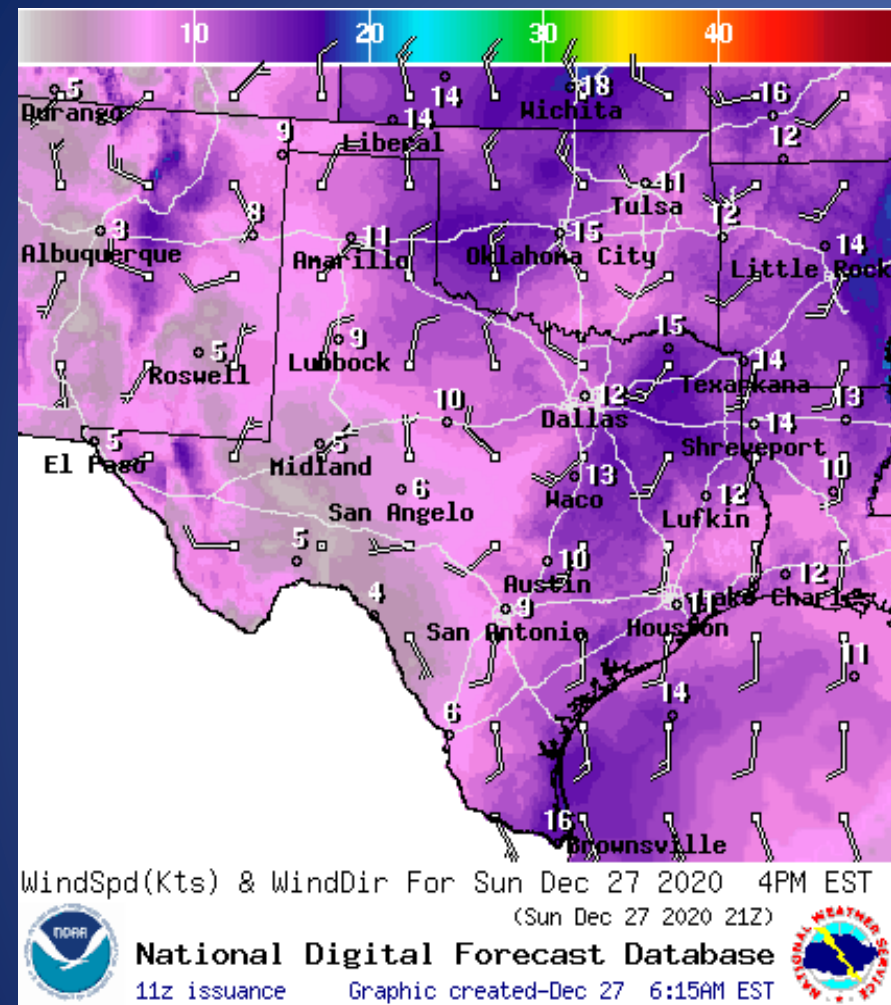 10 20 30 40
5 14 18 16
Durango Wichita
14
Liberal
9 12
11
Tulsa
3 8 11 15 12 14
Albuquerque Amarillo Oklahoma City Little Rock
5 9 15 14
Roswell Lubbock Texarkana
12
Dallas
10 14 13
5 5 Shreveport
El Paso Midland
6 13 12 10
San Angelo Waco Lufkin
5 10 12
Austin
4 9 11 Lake Charles
San Antonio Houston
11
6 14
16
Brownsville
WindSpd(Kts) & WindDir For Sun Dec 27 2020 4PM EST
(Sun Dec 27 2020 21Z)
NOAA
National Digital Forecast Database
11z issuance Graphic created-Dec 27 6:15AM EST
NATIONAL WEATHER SERVICE